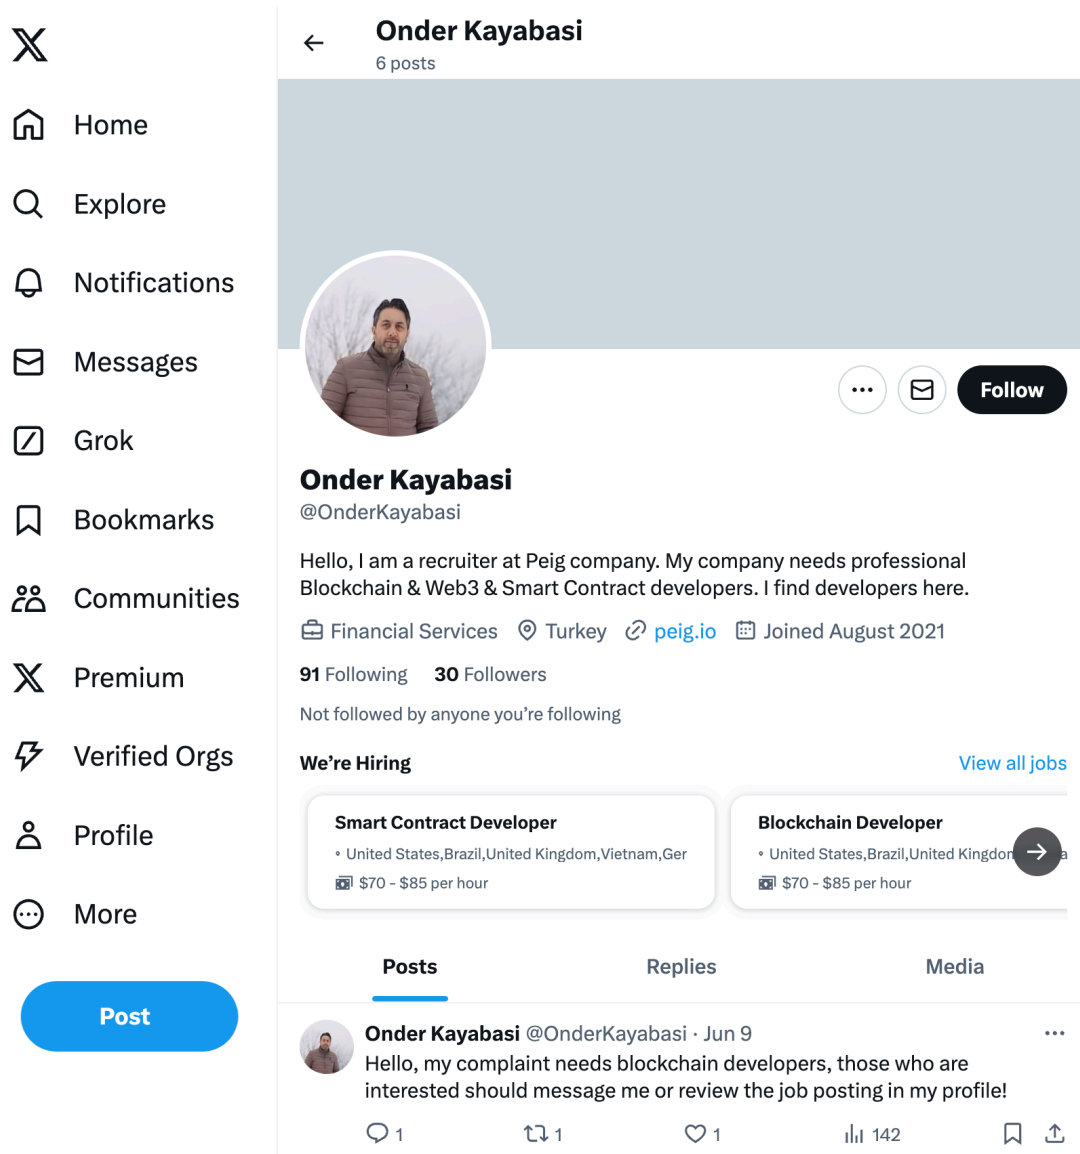 Onder Kayabasi
6 posts
Home
Explore
Notifications
Messages
Grok
Bookmarks
Communities
Premium
Verified Orgs
Profile
More
Post
Follow
Onder Kayabasi
@OnderKayabasi
Hello, I am a recruiter at Peig company. My company needs professional
Blockchain & Web3 & Smart Contract developers. I find developers here.
Financial Services Turkey peig.io Joined August 2021
91 Following 30 Followers
Not followed by anyone you’re following
We’re Hiring View all jobs
Smart Contract Developer
United States,Brazil,United Kingdom,Vietnam,Ger
$70 - $85 per hour
Blockchain Developer
United States,Brazil,United Kingdom
$70 - $85 per hour
Posts Replies Media
Onder Kayabasi @OnderKayabasi · Jun 9
Hello, my complaint needs blockchain developers, those who are
interested should message me or review the job posting in my profile!
1 1 1 142